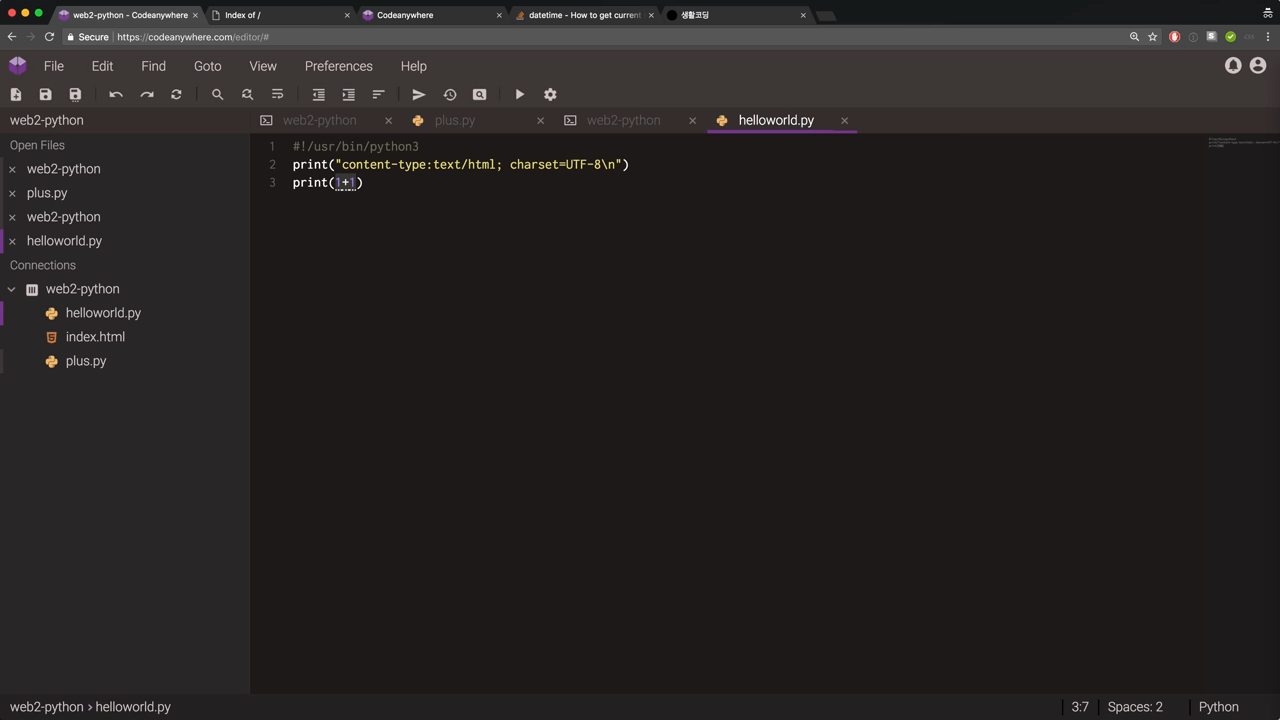 web2-python - Codeanywhere
Index of /
Codeanywhere
datetime - How to get current
생활코딩
Secure
https://codeanywhere.com/editor/#
File Edit Find Goto View Preferences Help
web2-python
web2-python
plus.py
web2-python
helloworld.py
Open Files
web2-python
plus.py
web2-python
helloworld.py
Connections
web2-python
helloworld.py
index.html
plus.py
1 #!/usr/bin/python3
2 print("content-type:text/html; charset=UTF-8\n")
3 print(1+1)
web2-python › helloworld.py
3:7
Spaces: 2
Python